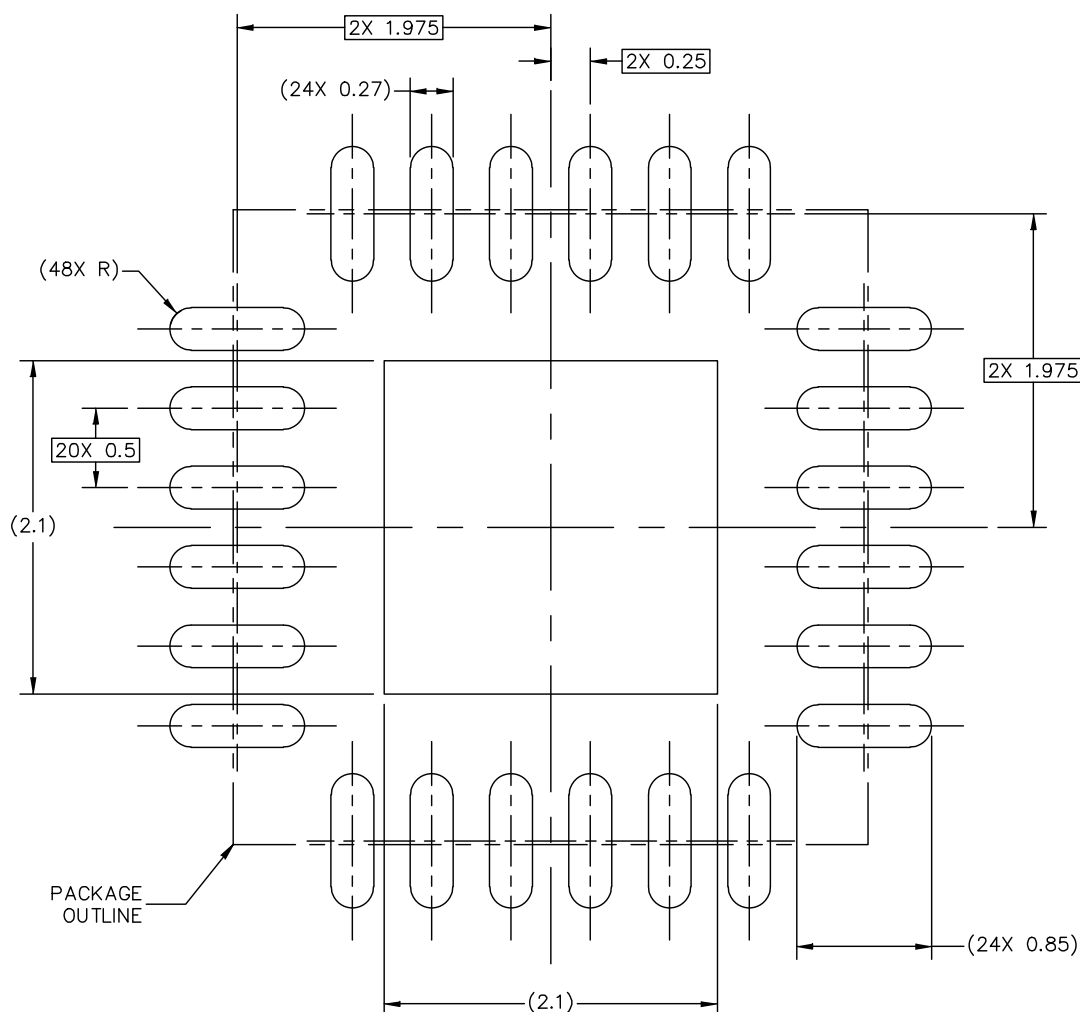 2X 1.975
2X 0.25
(24X 0.27)
(48X R)
2X 1.975
20X 0.5
(2.1)
PACKAGE
OUTLINE
(24X 0.85)
(2.1)